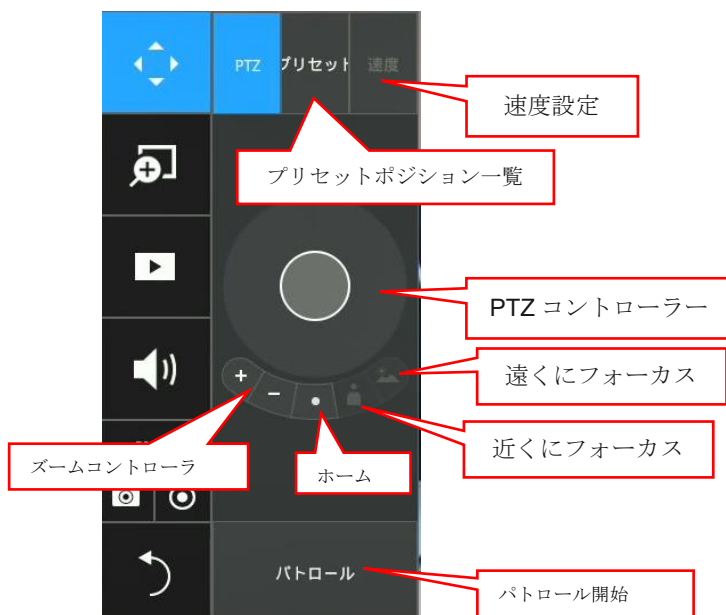 PTZ
プリセット
速度
速度設定
プリセットポジション一覧
PTZ コントローラー
遠くにフォーカス
近くにフォーカス
ズームコントローラ
ホーム
パトロール
パトロール開始